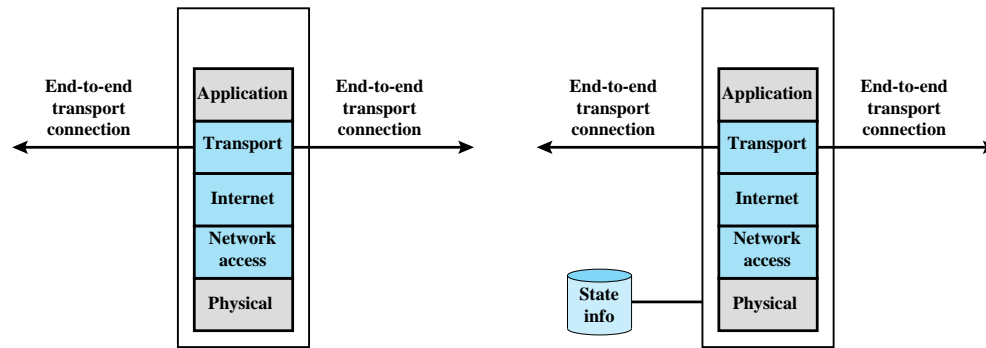 End-to-end
transport
connection
Application
Transport
Internet
Network
access
Physical
End-to-end
transport
connection
End-to-end
transport
connection
State
info
Application
Transport
Internet
Network
access
Physical
End-to-end
transport
connection